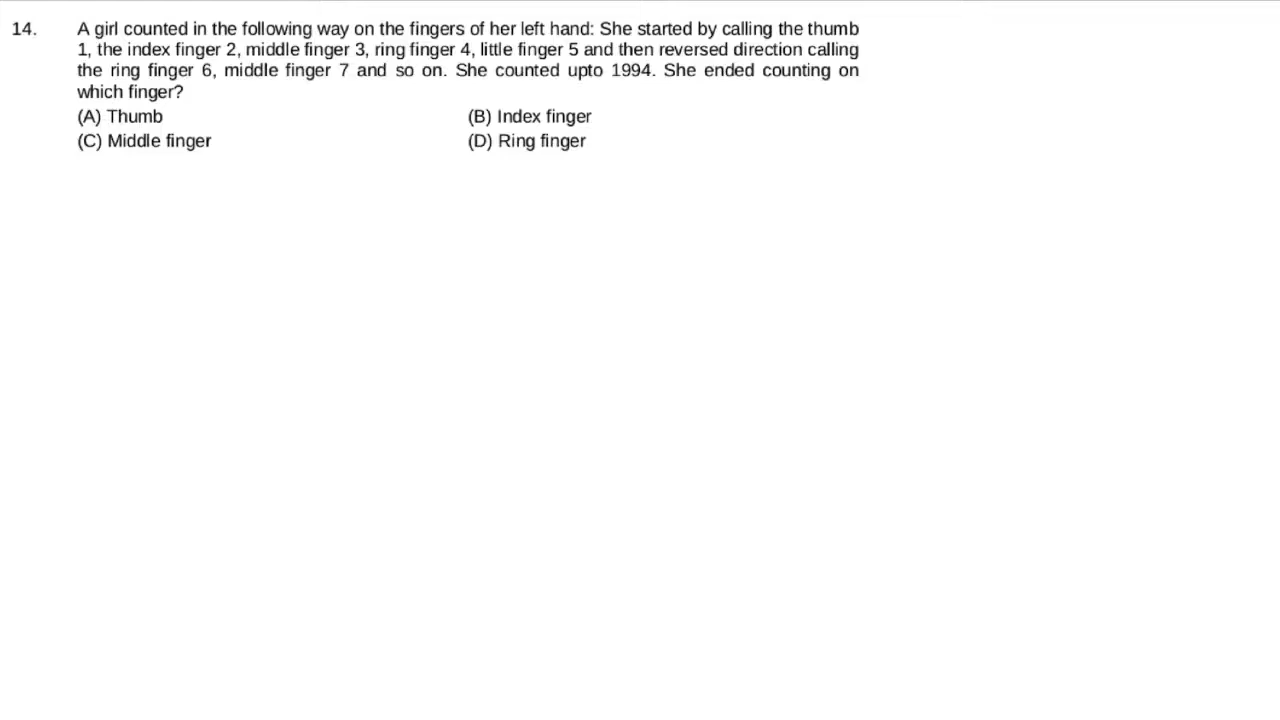 14. A girl counted in the following way on the fingers of her left hand: She started by calling the thumb
1, the index finger 2, middle finger 3, ring finger 4, little finger 5 and then reversed direction calling
the ring finger 6, middle finger 7 and so on. She counted upto 1994. She ended counting on
which finger?
(A) Thumb (B) Index finger
(C) Middle finger (D) Ring finger